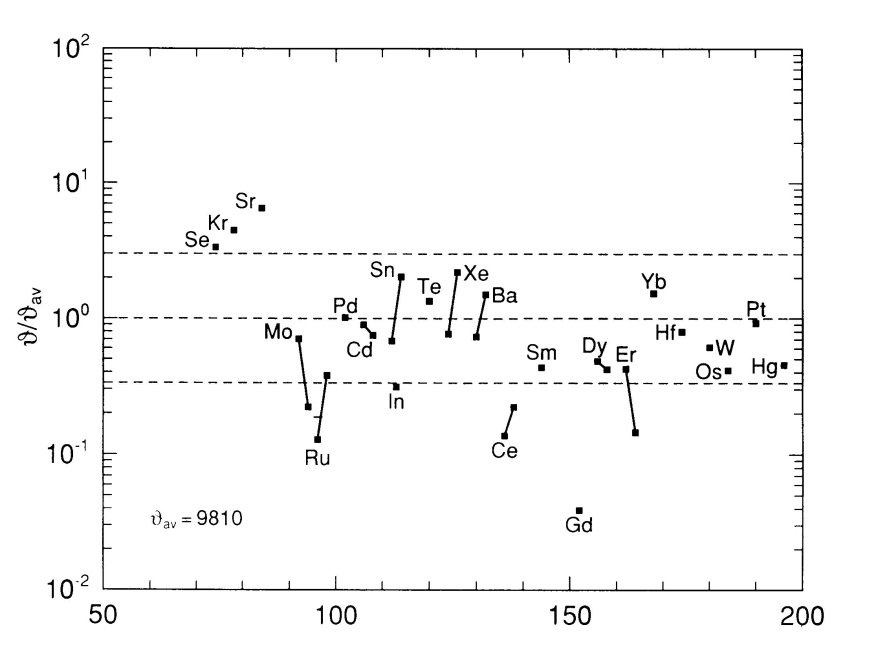 10²
10¹
10⁰
10⁻¹
10⁻²
ϑ/ϑav
Sr
Kr
Se
Sn
Xe
Te
Ba
Yb
Pd
Pt
Mo
Cd
Hf
Dy
Er
W
Sm
Os
Hg
In
Ru
Ce
Gd
ϑav = 9810
50
100
150
200